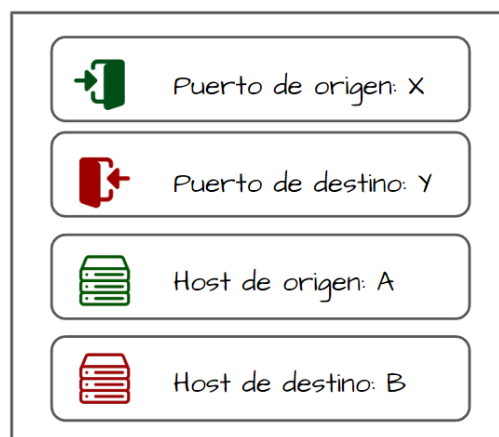 Puerto de origen: X
Puerto de destino: Y
Host de origen: A
Host de destino: B